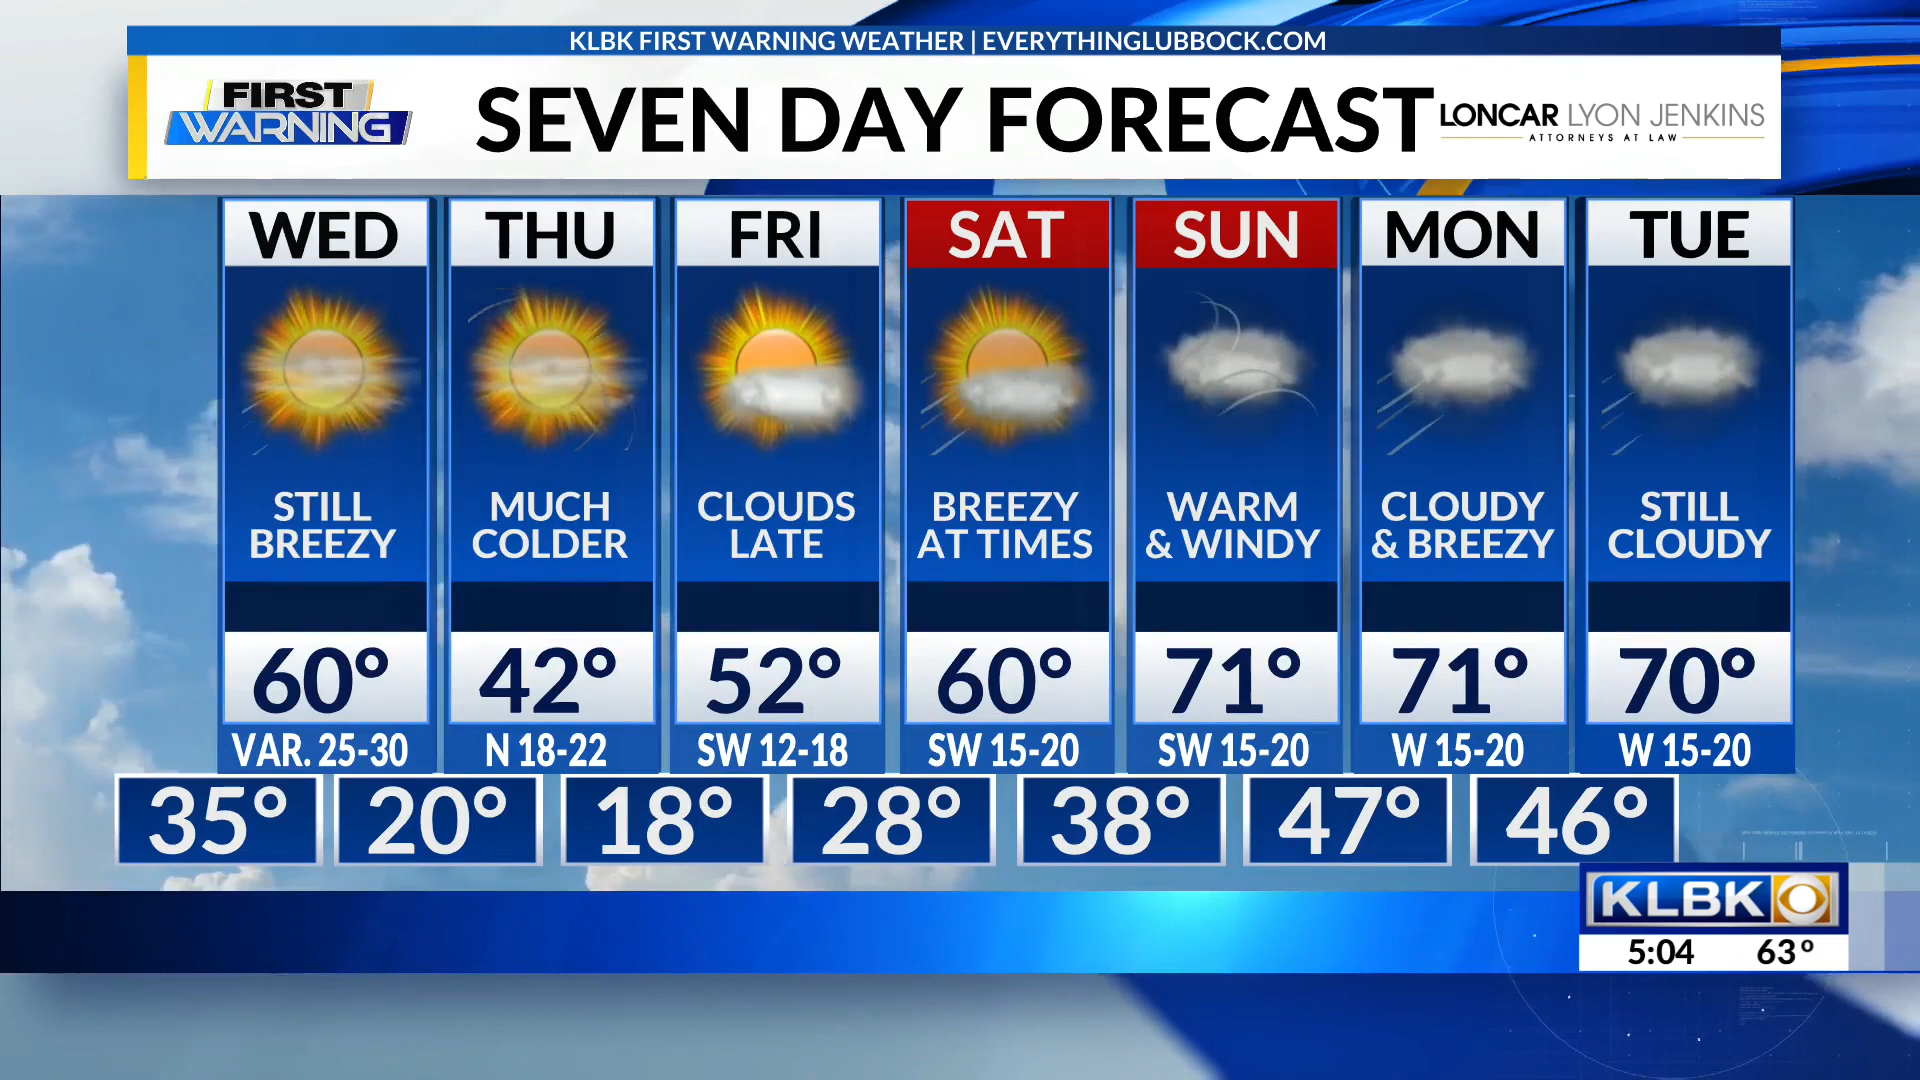 KLBK FIRST WARNING WEATHER | EVERYTHINGLUBBOCK.COM
FIRST
WARNING
SEVEN DAY FORECAST
LONCAR LYON JENKINS
ATTORNEYS AT LAW
WED THU FRI SAT SUN MON TUE
STILL MUCH CLOUDS BREEZY WARM CLOUDY STILL
BREEZY COLDER LATE AT TIMES & WINDY & BREEZY CLOUDY
60° 42° 52° 60° 71° 71° 70°
VAR. 25-30 N 18-22 SW 12-18 SW 15-20 SW 15-20 W 15-20 W 15-20
35° 20° 18° 28° 38° 47° 46°
KLBK
5:04 63°